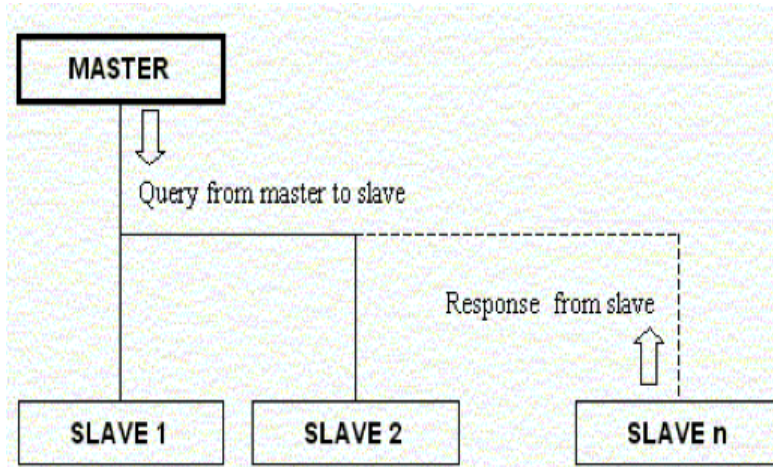 MASTER
Query from master to slave
Response from slave
SLAVE 1
SLAVE 2
SLAVE n